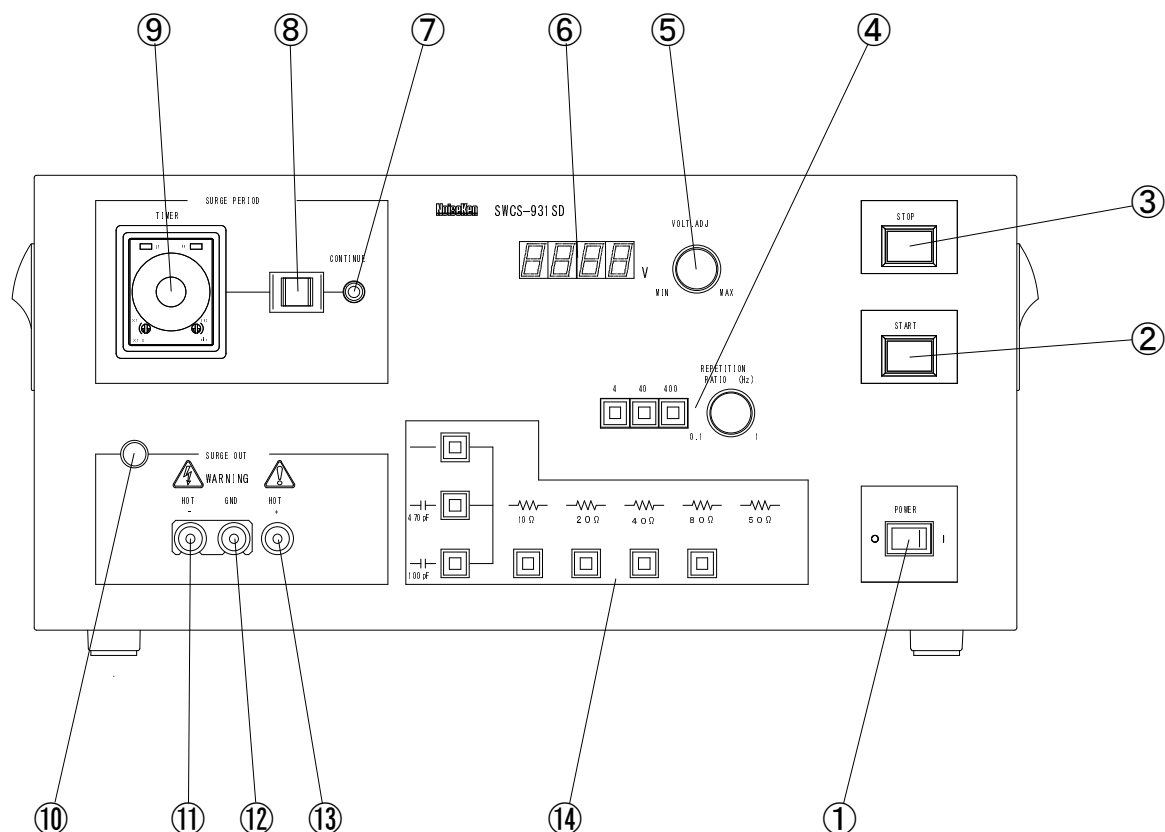 ⑨ ⑧ ⑦ ⑥ ⑤ ④
SURGE PERIOD
TIMER
CONTINUE
NoiseKen SWCS-931SD
VOLT.ADJ
8888 V
MIN MAX
STOP
③
START
②
REPETITION
RATIO (Hz)
4 40 400
0.1 1
SURGE OUT
WARNING
HOT GND HOT
- +
470pF
100pF
10Ω 20Ω 40Ω 80Ω 50Ω
POWER
O I
⑩ ⑪ ⑫ ⑬ ⑭ ①